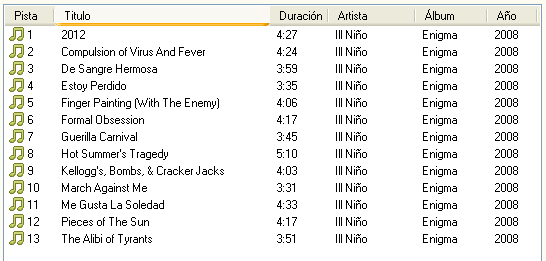 Pista Titulo Duración Artista Álbum Año
1 2012 4:27 Ill Niño Enigma 2008
2 Compulsion of Virus And Fever 4:24 Ill Niño Enigma 2008
3 De Sangre Hermosa 3:59 Ill Niño Enigma 2008
4 Estoy Perdido 3:35 Ill Niño Enigma 2008
5 Finger Painting (With The Enemy) 4:06 Ill Niño Enigma 2008
6 Formal Obsession 4:17 Ill Niño Enigma 2008
7 Guerilla Carnival 3:45 Ill Niño Enigma 2008
8 Hot Summer's Tragedy 5:10 Ill Niño Enigma 2008
9 Kellogg's, Bombs, & Cracker Jacks 4:03 Ill Niño Enigma 2008
10 March Against Me 3:31 Ill Niño Enigma 2008
11 Me Gusta La Soledad 4:33 Ill Niño Enigma 2008
12 Pieces of The Sun 4:17 Ill Niño Enigma 2008
13 The Alibi of Tyrants 3:51 Ill Niño Enigma 2008